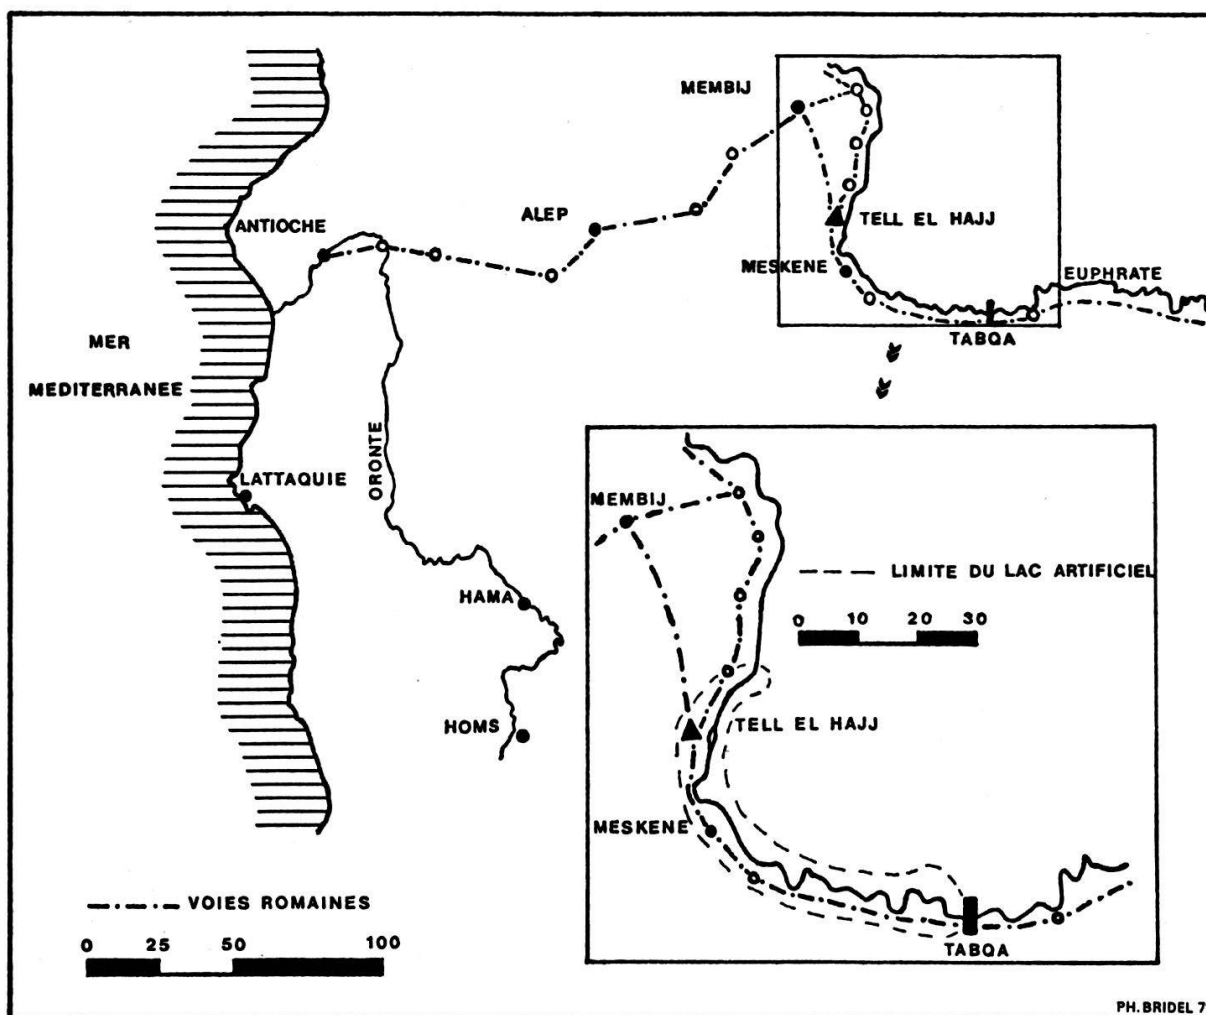 MEMBIJ
ANTIOCHE
ALEP
TELL EL HAJJ
MESKENE
EUPHRATE
TABQA
MER
MEDITERRANEE
ORONTE
LATTAQUIE
HAMA
HOMS
VOIES ROMAINES
0 25 50 100
MEMBIJ
LIMITE DU LAC ARTIFICIEL
0 10 20 30
TELL EL HAJJ
MESKENE
TABQA
PH. BRIDEL 7